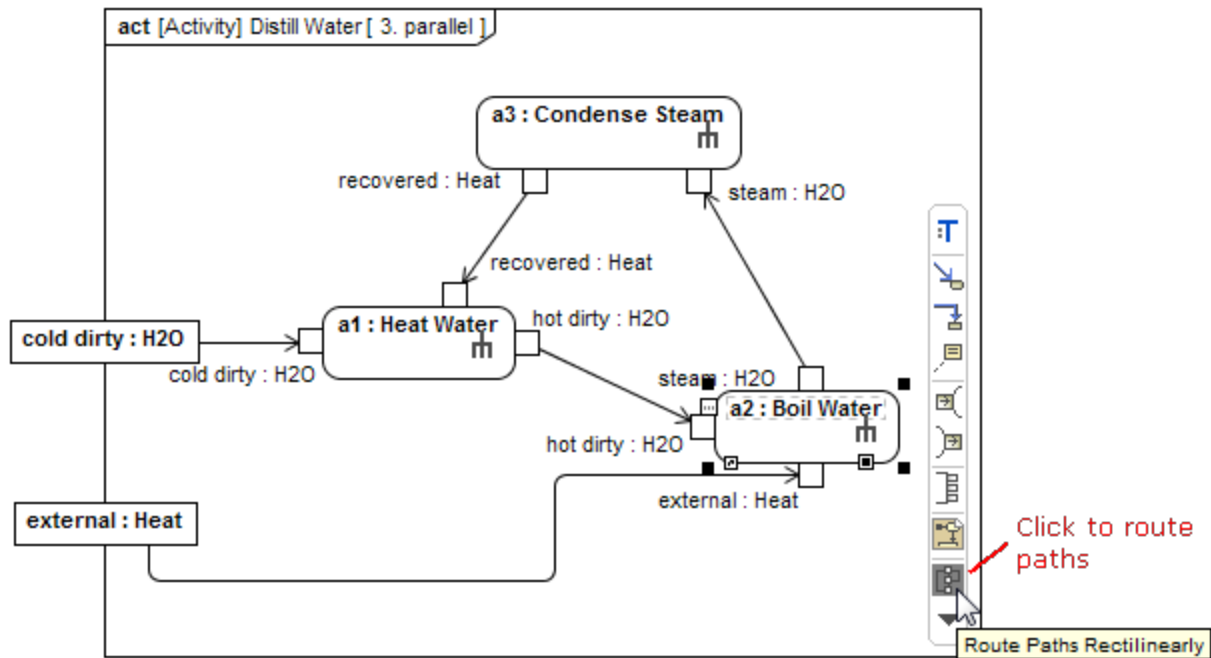 act [Activity] Distill Water [ 3. parallel ]
a3 : Condense Steam
recovered : Heat
steam : H2O
recovered : Heat
:T
cold dirty : H2O
a1 : Heat Water
hot dirty : H2O
cold dirty : H2O
steam : H2O
a2 : Boil Water
hot dirty : H2O
external : Heat
external : Heat
Click to route
paths
Route Paths Rectilinearly